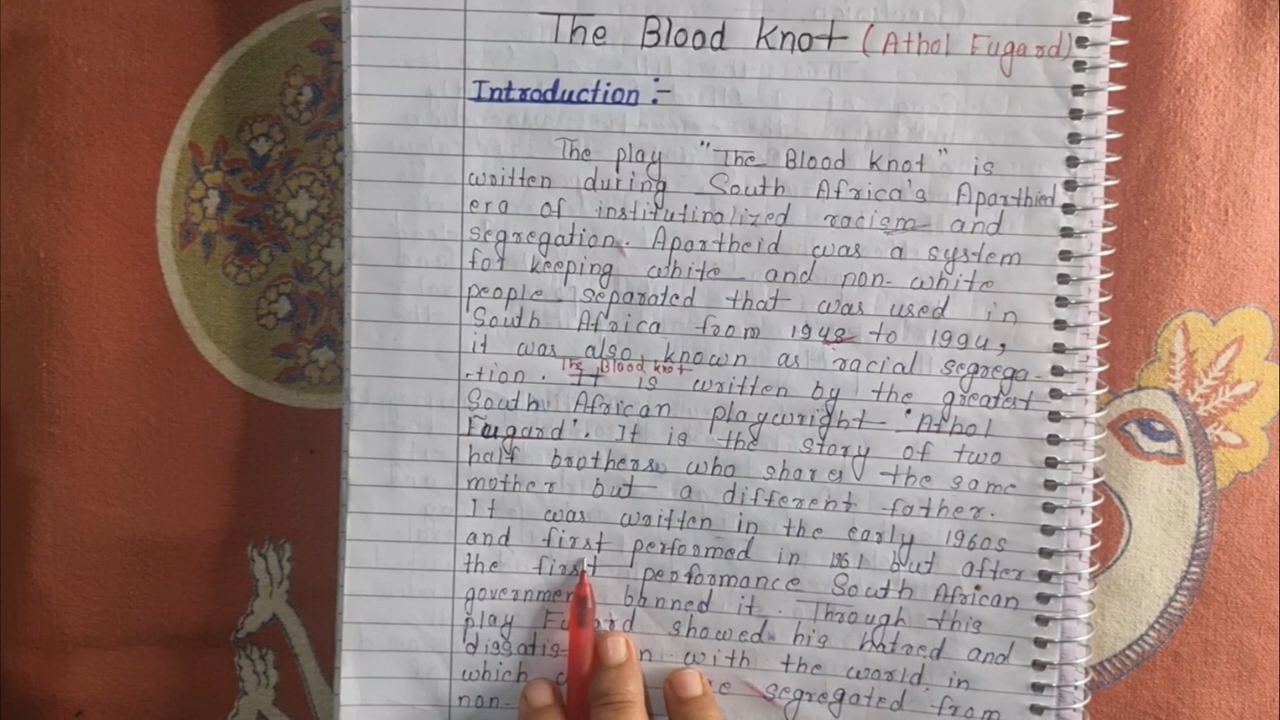 The Blood Knot (Athol Fugard)
Introduction :-
The play "The Blood Knot" is
written during South Africa's Aparthied
era of institutinalized racism and
segregation. Apartheid was a system
for keeping white and non-white
people separated that was used in
South Africa from 1948 to 1994,
it was also known as racial segrega
The Blood Knot
-tion. It is written by the greatest
South African playwright 'Athol
Fugard'. It is the story of two
half brothers who shares the same
mother but a different father.
It was written in the early 1960s
and first performed in 1961 but after
the first performance South African
government banned it. Through this
play showed his hatred and
with the world, in
which segregated from
non-